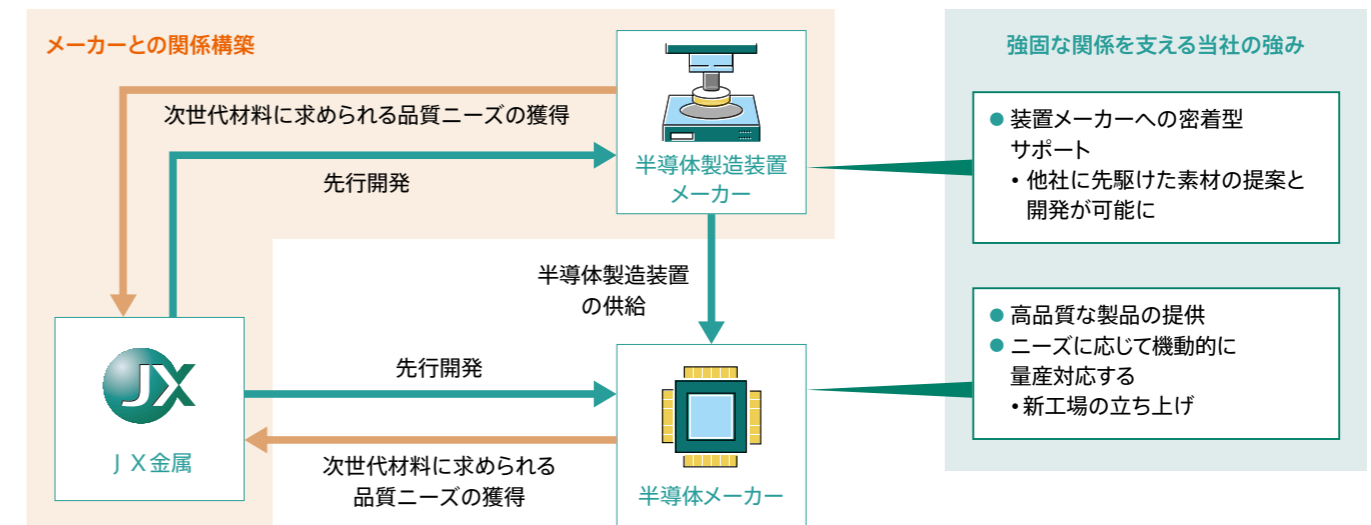 メーカーとの関係構築
次世代材料に求められる品質ニーズの獲得
先行開発
半導体製造装置
メーカー
半導体製造装置
の供給
JX
ＪＸ金属
先行開発
次世代材料に求められる
品質ニーズの獲得
半導体メーカー
強固な関係を支える当社の強み
● 装置メーカーへの密着型
サポート
・他社に先駆けた素材の提案と
開発が可能に
● 高品質な製品の提供
● ニーズに応じて機動的に
量産対応する
・新工場の立ち上げ